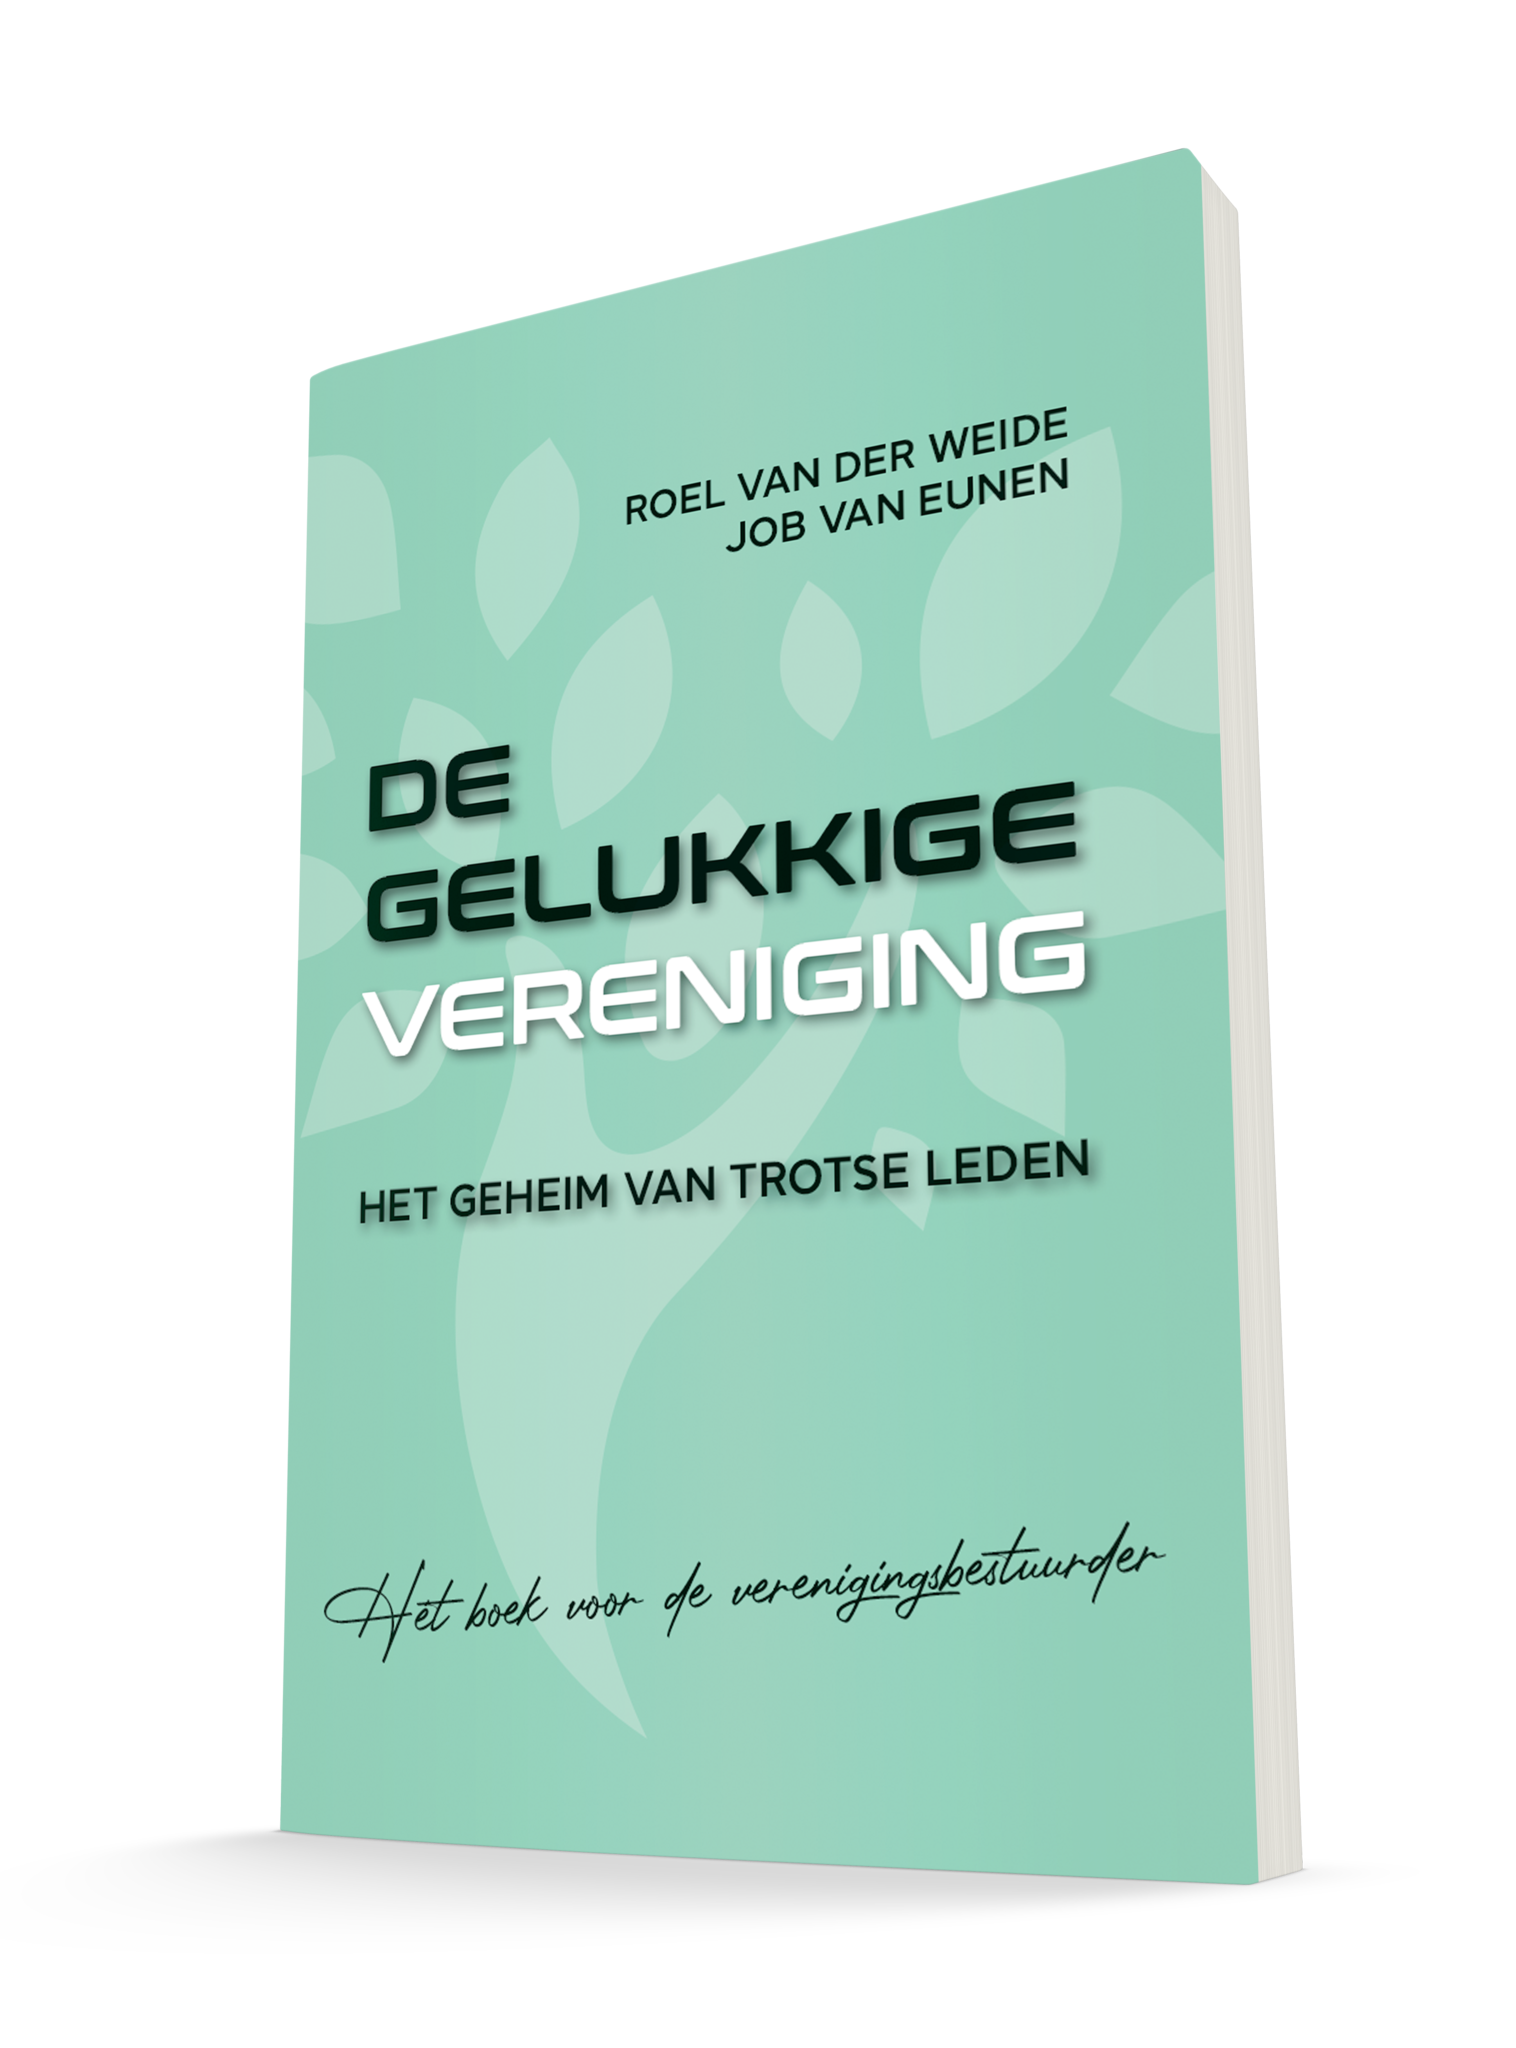 ROEL VAN DER WEIDE
JOB VAN EUNEN
DE
GELUKKIGE
VERENIGING
HET GEHEIM VAN TROTSE LEDEN
Het boek voor de verenigingsbestuurder